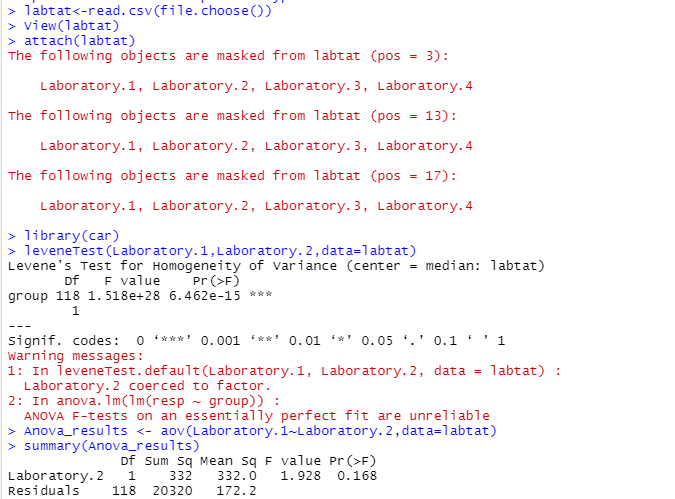 > labtat<-read.csv(file.choose())
> View(labtat)
> attach(labtat)
The following objects are masked from labtat (pos = 3):
Laboratory.1, Laboratory.2, Laboratory.3, Laboratory.4
The following objects are masked from labtat (pos = 13):
Laboratory.1, Laboratory.2, Laboratory.3, Laboratory.4
The following objects are masked from labtat (pos = 17):
Laboratory.1, Laboratory.2, Laboratory.3, Laboratory.4
> library(car)
> leveneTest(Laboratory.1,Laboratory.2,data=labtat)
Levene's Test for Homogeneity of Variance (center = median: labtat)
Df F value Pr(>F)
group 118 1.518e+28 6.462e-15 ***
1
---
Signif. codes: 0 ‘***’ 0.001 ‘**’ 0.01 ‘*’ 0.05 ‘.’ 0.1 ‘ ’ 1
Warning messages:
1: In leveneTest.default(Laboratory.1, Laboratory.2, data = labtat) :
Laboratory.2 coerced to factor.
2: In anova.lm(lm(resp ~ group)) :
ANOVA F-tests on an essentially perfect fit are unreliable
> Anova_results <- aov(Laboratory.1~Laboratory.2,data=labtat)
> summary(Anova_results)
Df Sum Sq Mean Sq F value Pr(>F)
Laboratory.2 1 332 332.0 1.928 0.168
Residuals 118 20320 172.2